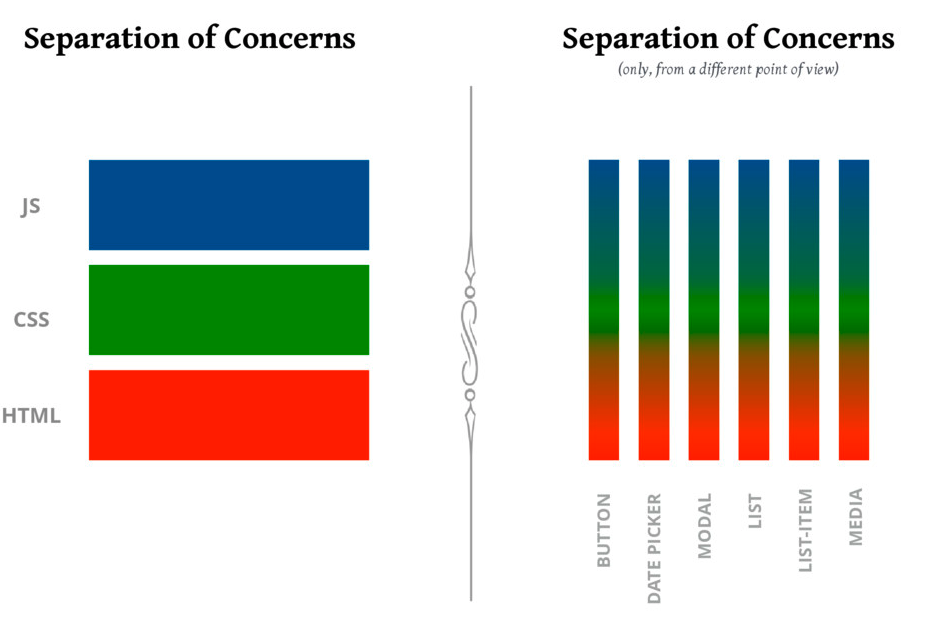 Separation of Concerns
JS
CSS
HTML
Separation of Concerns
(only, from a different point of view)
BUTTON
DATE PICKER
MODAL
LIST
LIST-ITEM
MEDIA